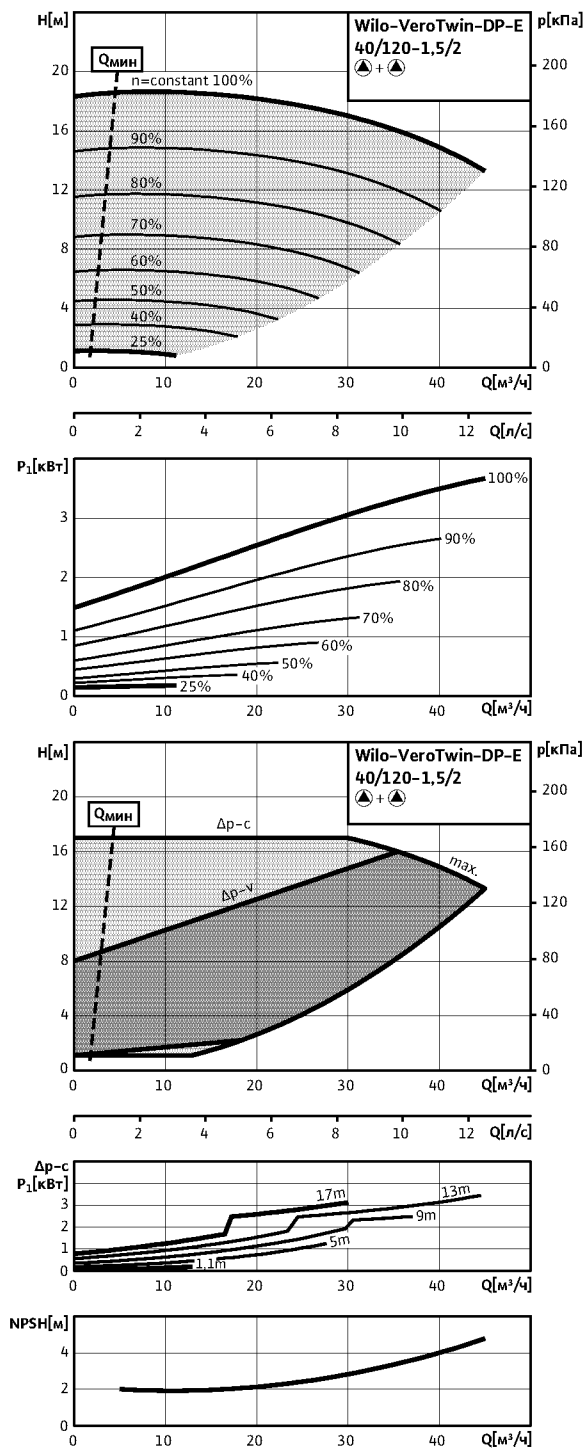 H[м]
p[кПа]
Wilo-VeroTwin-DP-E
40/120-1,5/2
+
Qмин
n=constant 100%
90%
80%
70%
60%
50%
40%
25%
20
16
12
8
4
0
200
160
120
80
40
0
0 10 20 30 40 Q[м³/ч]
0 2 4 6 8 10 12 Q[л/с]
P₁[кВт]
3
2
1
0
100%
90%
80%
70%
60%
50%
40%
25%
0 10 20 30 40 Q[м³/ч]
H[м]
p[кПа]
Wilo-VeroTwin-DP-E
40/120-1,5/2
+
Qмин
Δp-c
Δp-v
max.
20
16
12
8
4
0
200
160
120
80
40
0
0 10 20 30 40 Q[м³/ч]
0 2 4 6 8 10 12 Q[л/с]
Δp-c
P₁[кВт]
3
2
1
0
17m
13m
9m
5m
1,1m
0 10 20 30 40 Q[м³/ч]
NPSH[м]
4
2
0
0 10 20 30 40 Q[м³/ч]